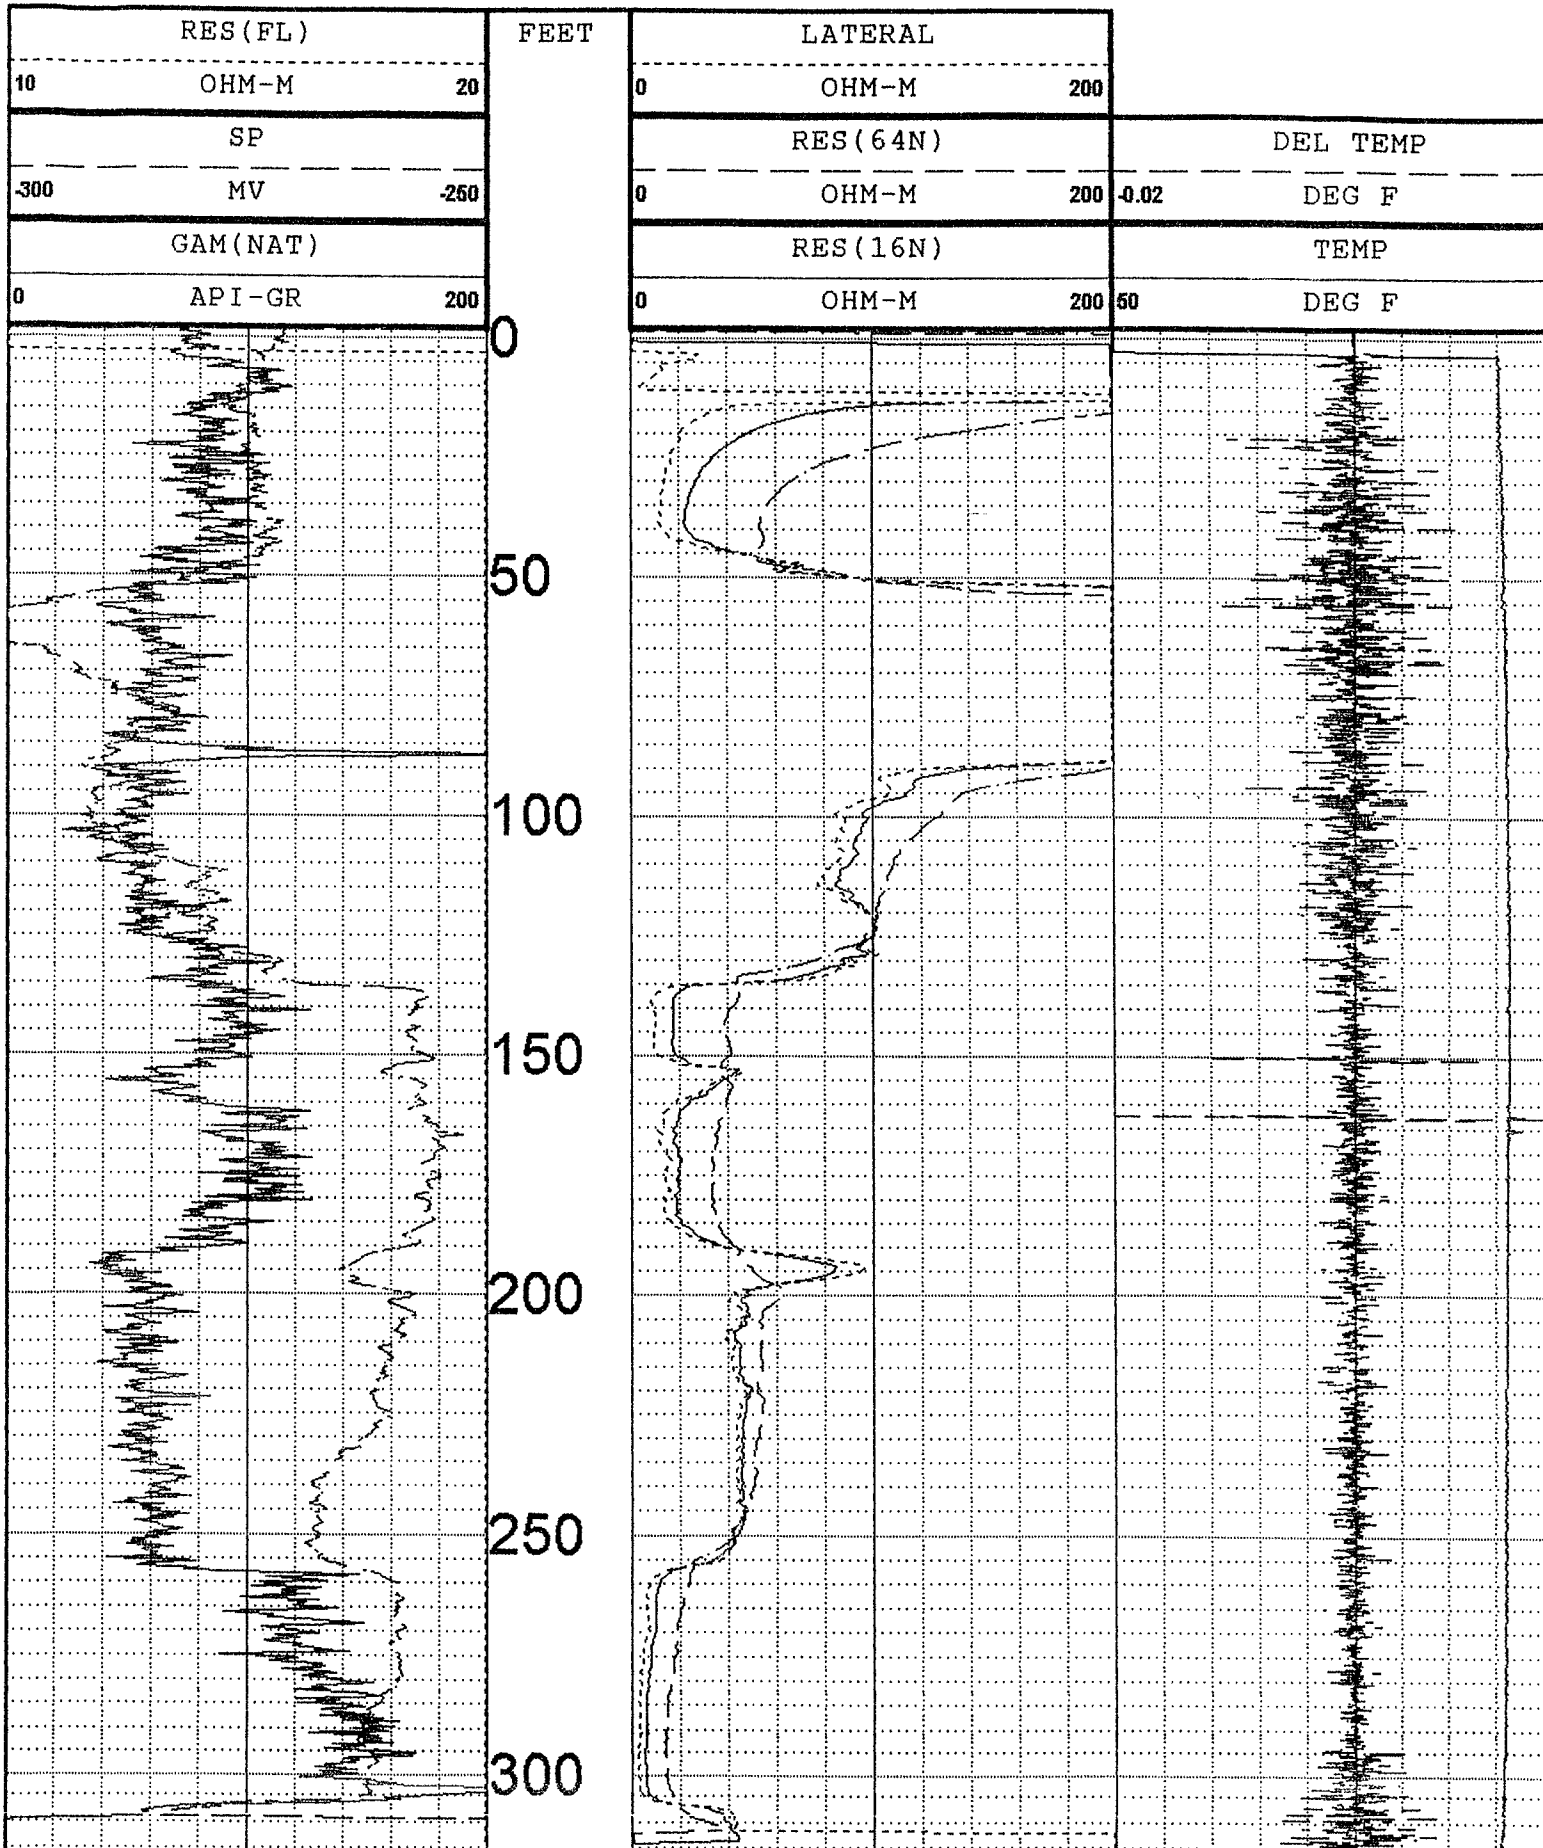 RES(FL) FEET LATERAL
10 OHM-M 20 0 OHM-M 200
SP RES(64N) DEL TEMP
-300 MV -260 0 OHM-M 200 -0.02 DEG F
GAM(NAT) RES(16N) TEMP
0 API-GR 200 0 OHM-M 200 50 DEG F
0
50
100
150
200
250
300